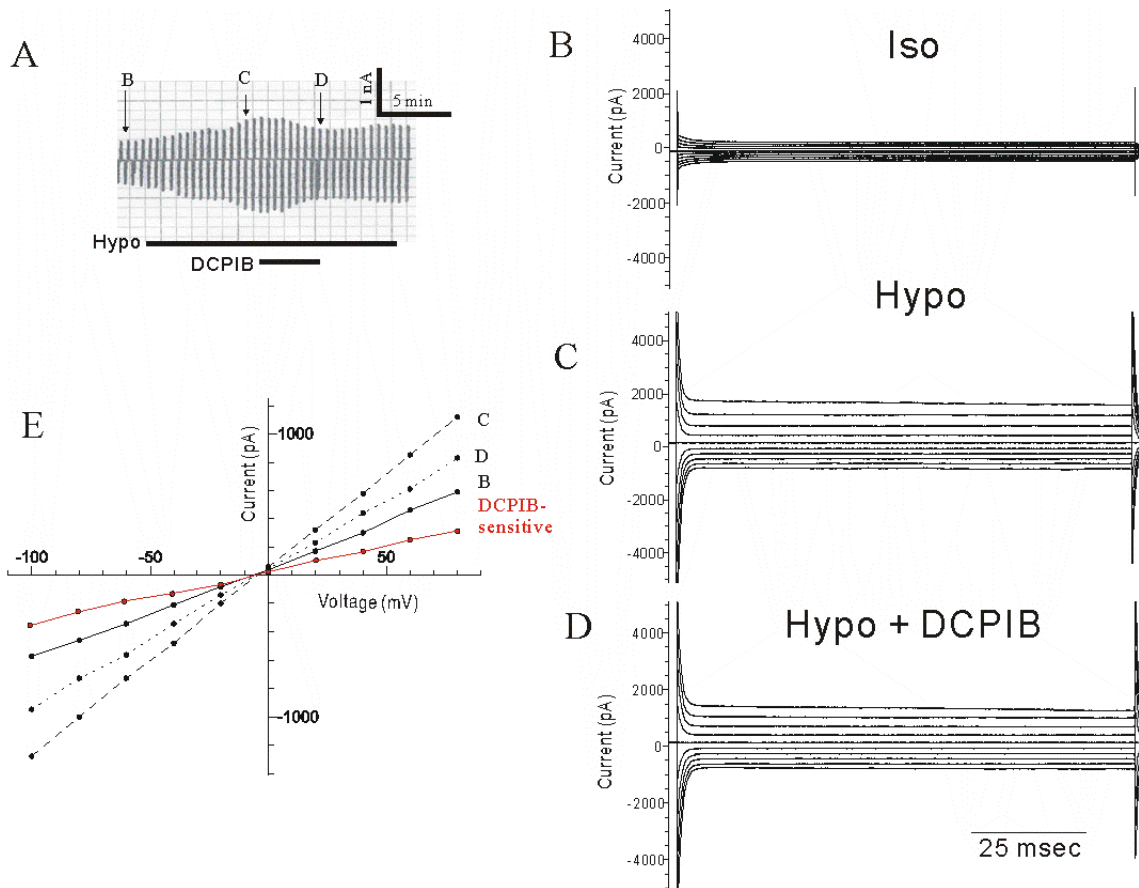 A
B
C
D
1 nA
5 min
Hypo
DCPIB
B
Iso
Current (pA)
4000
2000
0
-2000
-4000
C
Hypo
Current (pA)
4000
2000
0
-2000
-4000
D
Hypo + DCPIB
Current (pA)
4000
2000
0
-2000
-4000
25 msec
E
Current (pA)
1000
C
D
B
DCPIB-
sensitive
-100
-50
50
Voltage (mV)
-1000